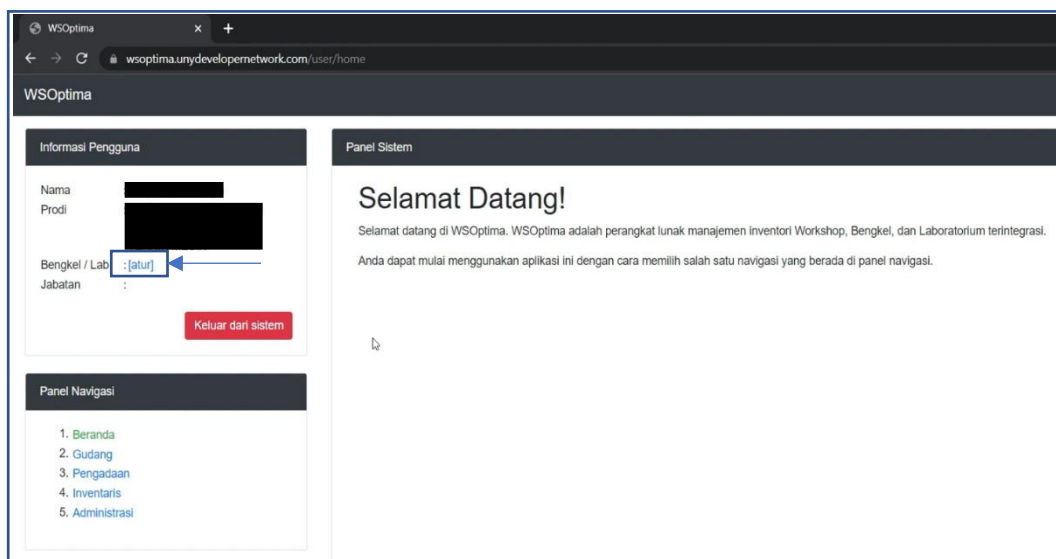 WSOptima
wsoptima.unydevelopernetwork.com/user/home
WSOptima
Informasi Pengguna
Nama :
Prodi
Bengkel / Lab : [atur]
Jabatan :
Keluar dari sistem
Panel Navigasi
1. Beranda
2. Gudang
3. Pengadaan
4. Inventaris
5. Administrasi
Panel Sistem
Selamat Datang!
Selamat datang di WSOptima. WSOptima adalah perangkat lunak manajemen inventori Workshop, Bengkel, dan Laboratorium terintegrasi.
Anda dapat mulai menggunakan aplikasi ini dengan cara memilih salah satu navigasi yang berada di panel navigasi.